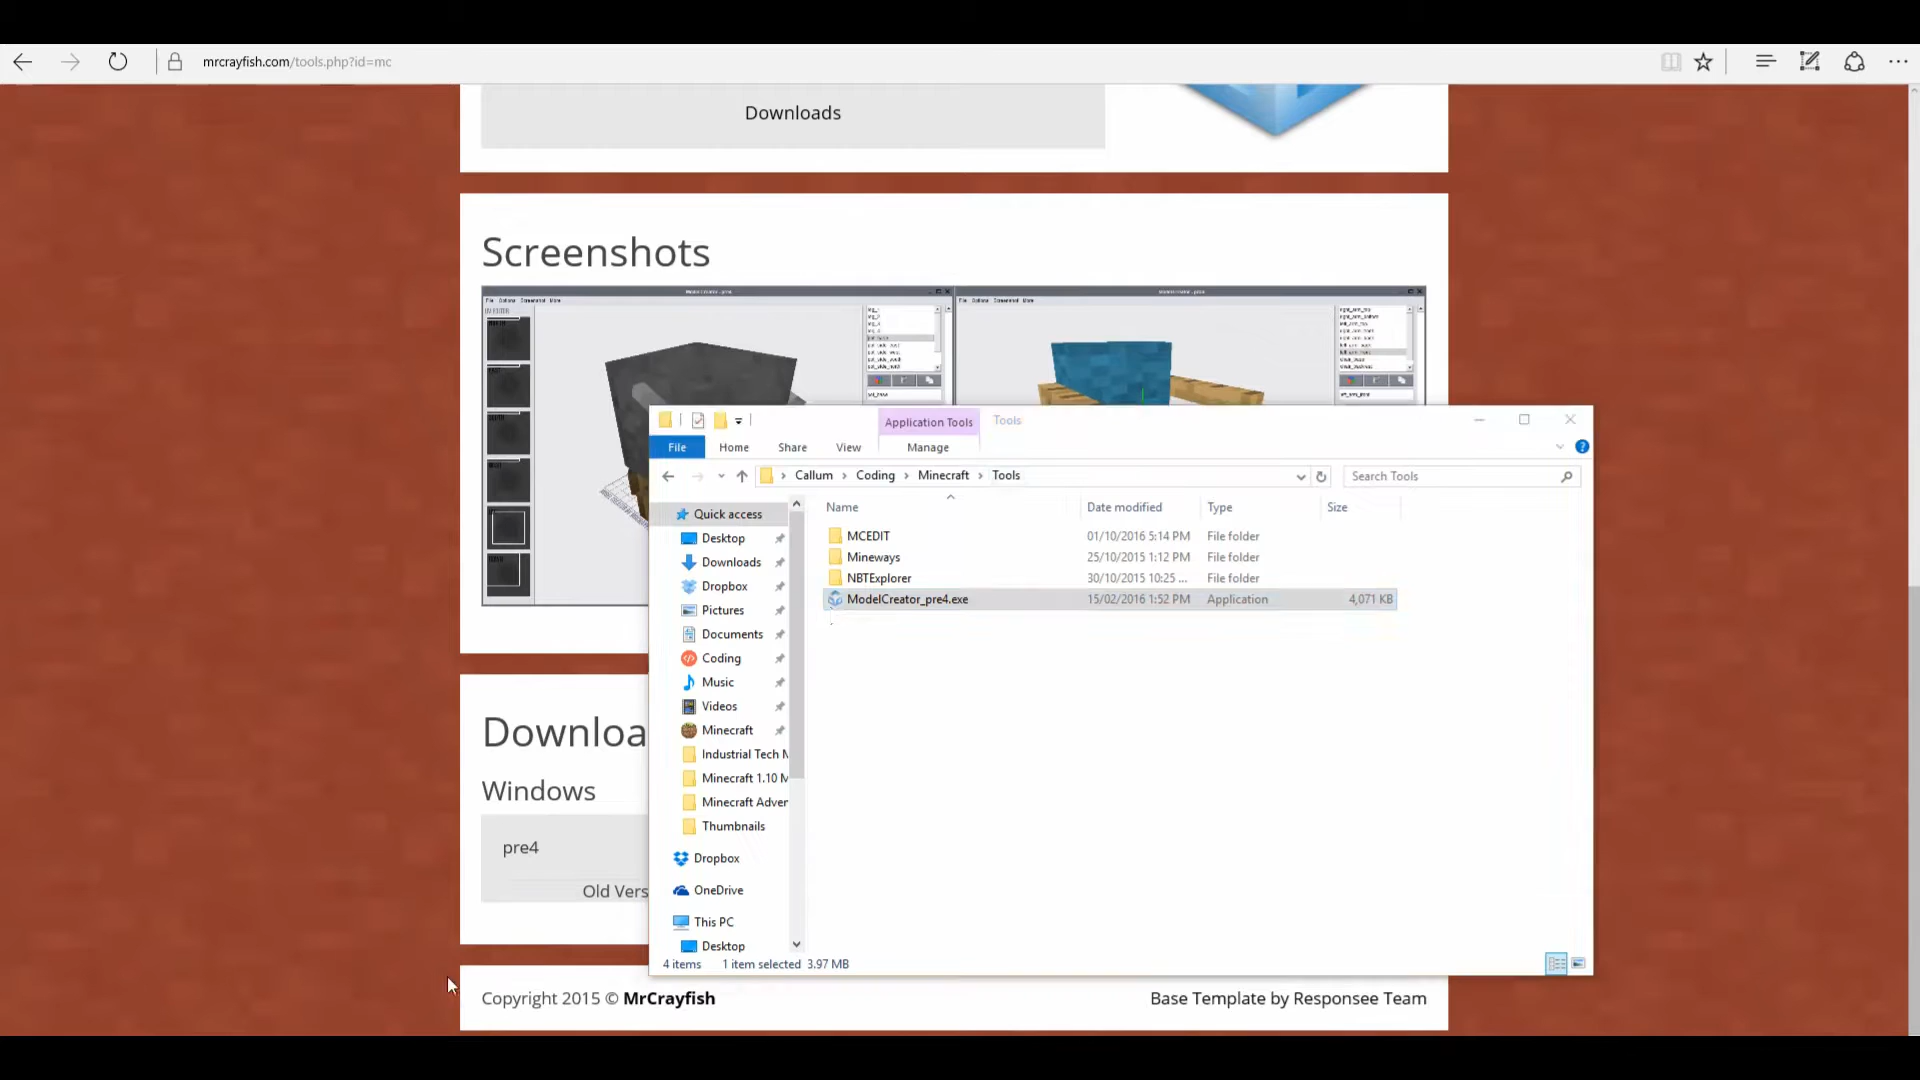 mrcrayfish.com/tools.php?id=mc
Downloads
Screenshots
Application Tools
Tools
File
Home
Share
View
Manage
Callum
Coding
Minecraft
Tools
Search Tools
Name
Date modified
Type
Size
Quick access
Desktop
Downloads
Dropbox
Pictures
Documents
Coding
Music
Videos
Minecraft
Industrial Tech M
Minecraft 1.10 M
Minecraft Adven
Thumbnails
Dropbox
OneDrive
This PC
Desktop
MCEDIT 01/10/2016 5:14 PM File folder
Mineways 25/10/2015 1:12 PM File folder
NBTExplorer 30/10/2015 10:25 ... File folder
ModelCreator_pre4.exe 15/02/2016 1:52 PM Application 4,071 KB
4 items 1 item selected 3.97 MB
Downloa
Windows
pre4
Old Vers
Copyright 2015 © MrCrayfish
Base Template by Responsee Team